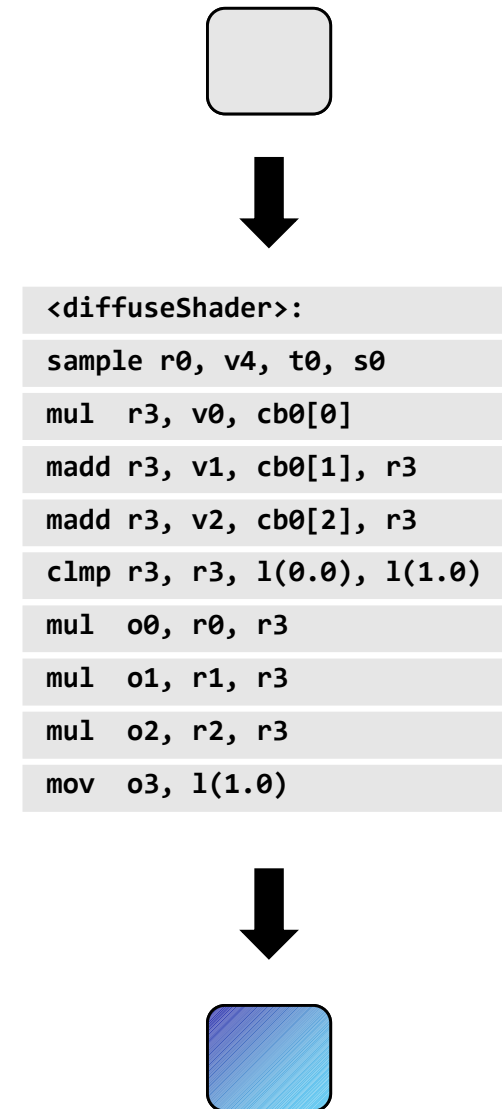 <diffuseShader>:
sample r0, v4, t0, s0
mul  r3, v0, cb0[0]
madd r3, v1, cb0[1], r3
madd r3, v2, cb0[2], r3
clmp r3, r3, l(0.0), l(1.0)
mul  o0, r0, r3
mul  o1, r1, r3
mul  o2, r2, r3
mov  o3, l(1.0)